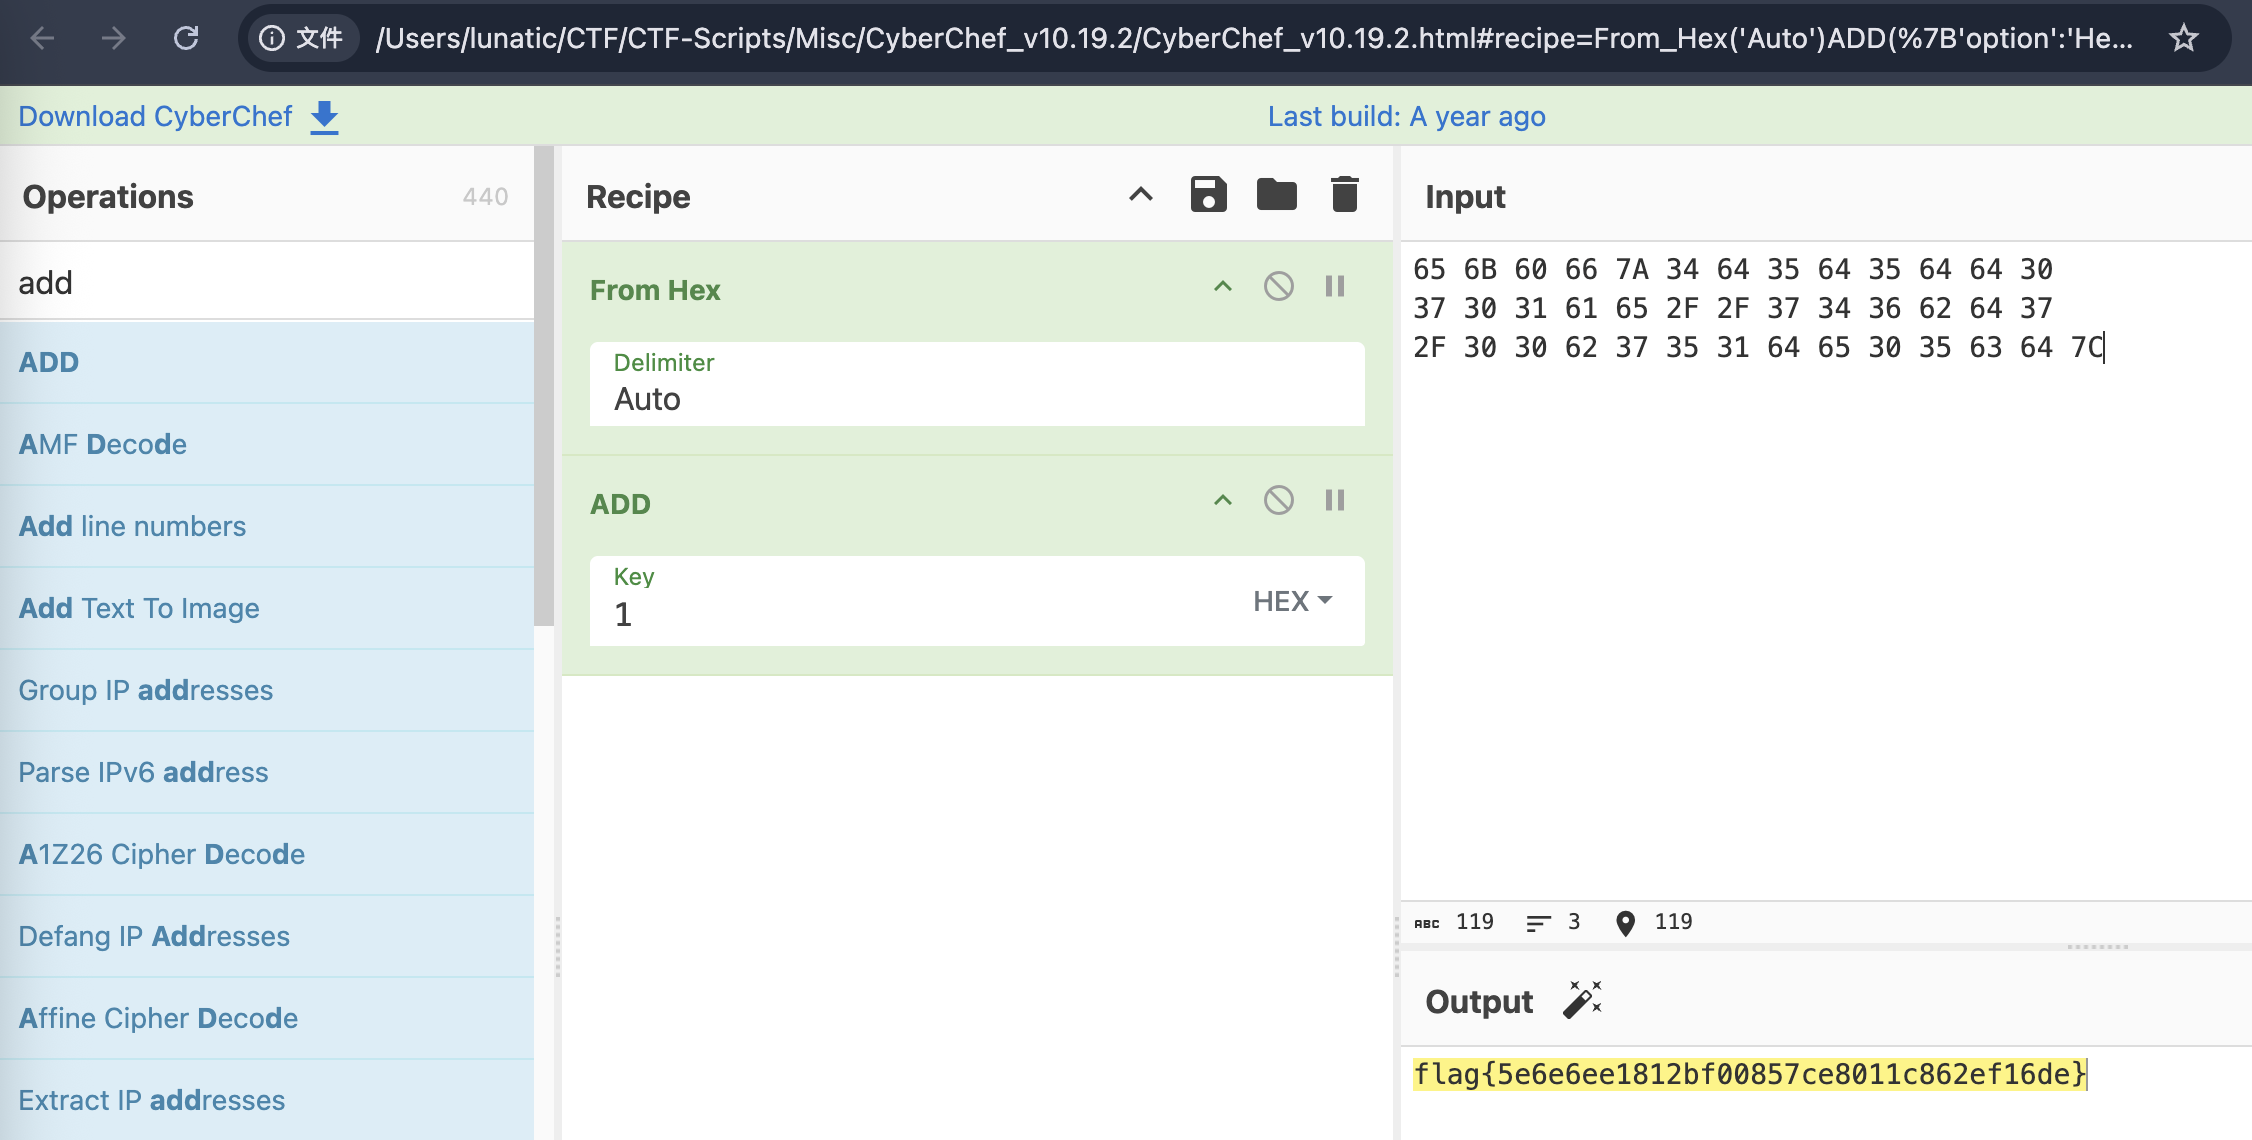 文件 /Users/lunatic/CTF/CTF-Scripts/Misc/CyberChef_v10.19.2/CyberChef_v10.19.2.html#recipe=From_Hex('Auto')ADD(%7B'option':'He...
Download CyberChef
Last build: A year ago
Operations 440
add
ADD
AMF Decode
Add line numbers
Add Text To Image
Group IP addresses
Parse IPv6 address
A1Z26 Cipher Decode
Defang IP Addresses
Affine Cipher Decode
Extract IP addresses
Recipe
From Hex
Delimiter
Auto
ADD
Key
1
HEX
Input
65 6B 60 66 7A 34 64 35 64 35 64 64 30
37 30 31 61 65 2F 2F 37 34 36 62 64 37
2F 30 30 62 37 35 31 64 65 30 35 63 64 7C
ABC 119 3 119
Output
flag{5e6e6ee1812bf00857ce8011c862ef16de}